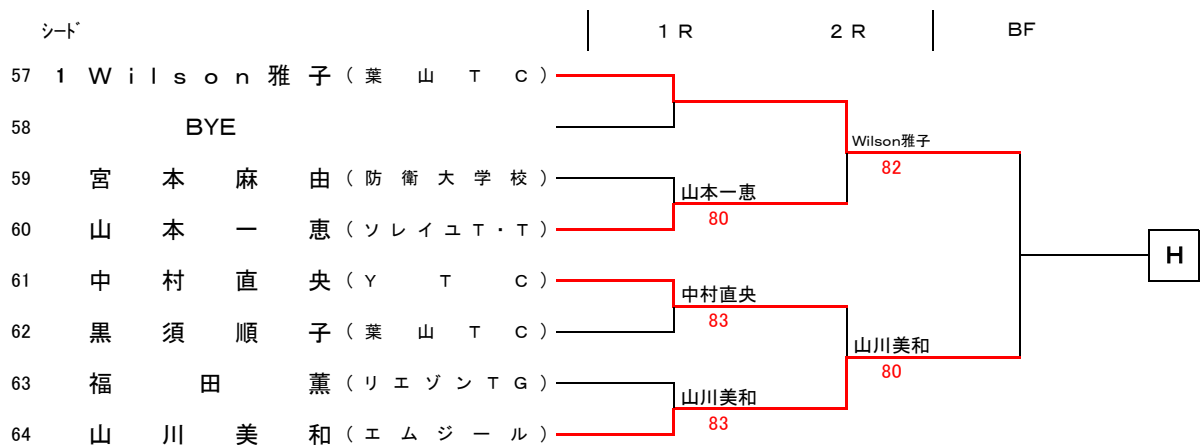 シード 1R 2R BF
57 1 Wilson雅子(葉山TC)
58 BYE
Wilson雅子
82
59 宮本麻由(防衛大学校)
山本一恵
80
60 山本一恵(ソレイユT・T)
H
61 中村直央(YTC)
中村直央
83
62 黒須順子(葉山TC)
山川美和
80
63 福田薫(リエゾンTG)
山川美和
83
64 山川美和(エムジール)